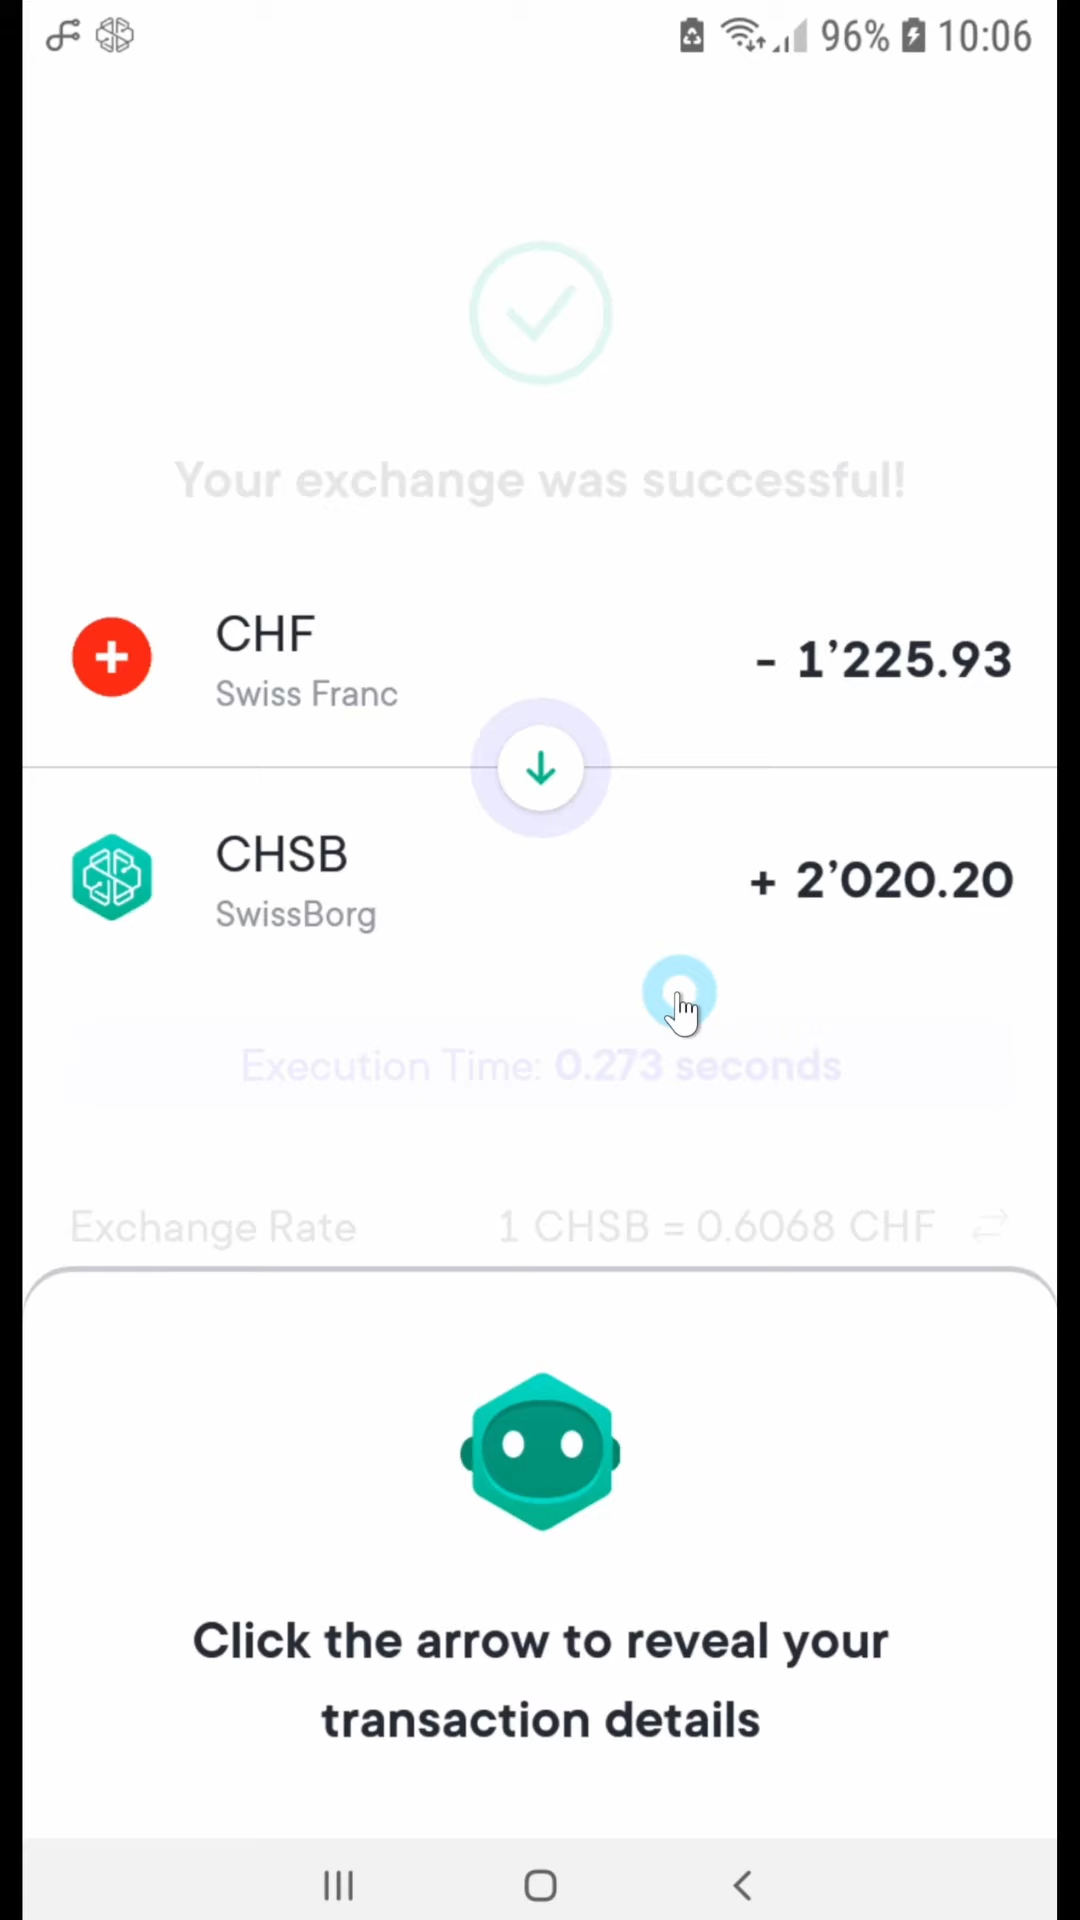 96% 10:06
Your exchange was successful!
CHF
- 1’225.93
Swiss Franc
CHSB
+ 2’020.20
SwissBorg
Execution Time: 0.273 seconds
Exchange Rate 1 CHSB = 0.6068 CHF
Click the arrow to reveal your
transaction details